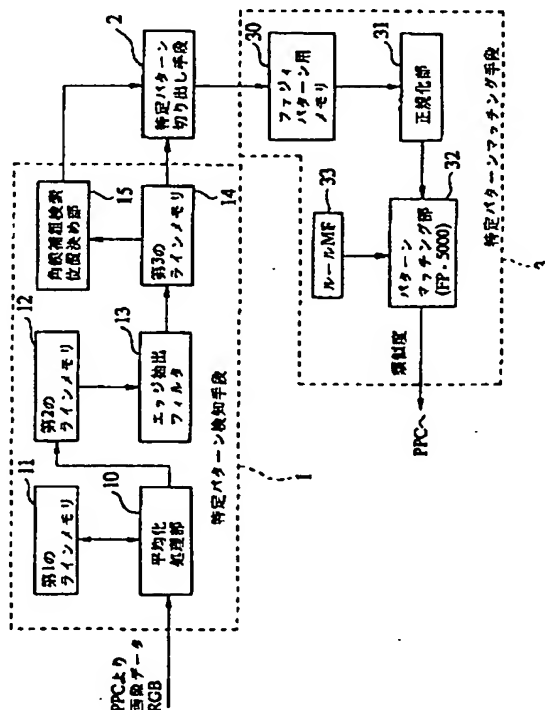 PPCより
画像データ
RGB
第1の
ラインメモリ
11
平均化
処理部
10
第2の
ラインメモリ
12
エッジ抽出
フィルタ
13
第3の
ラインメモリ
14
位置決め部
15
特定パターン検知手段
1
特定パターン
切り出し手段
2
ファジィ
パターン用
メモリ
30
正規化部
31
ルールMF
33
パターン
マッチング部
(FP-5000)
32
類似度
PPCへ
特定パターンマッチング手段
3